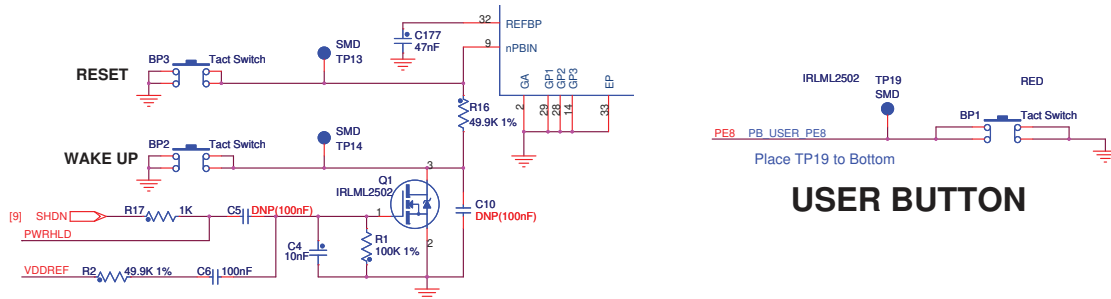 32
REFBP
C177
47nF
9
nPBIN
SMD
TP13
BP3
Tact Switch
RESET
GA
GP1
GP2
GP3
EP
2
29
28
14
33
R16
49.9K 1%
SMD
TP14
BP2
Tact Switch
WAKE UP
3
Q1
IRLML2502
1
2
C10
DNP(100nF)
[9]
SHDN
R17
1K
C5
DNP(100nF)
PWRHLD
C4
10nF
R1
100K 1%
VDDREF
R2
49.9K 1%
C6
100nF
IRLML2502
TP19
SMD
RED
BP1
Tact Switch
PE8
PB_USER_PE8
Place TP19 to Bottom
USER BUTTON